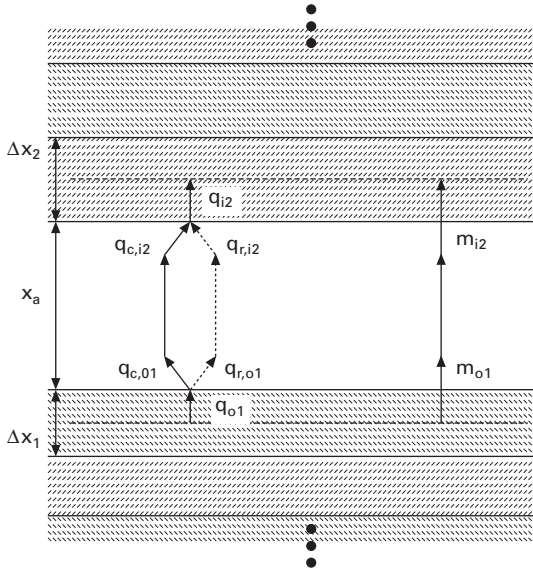 Δx₂
q_i2
q_c,i2 q_r,i2 m_i2
x_a
q_c,01 q_r,o1 m_o1
q_o1
Δx₁